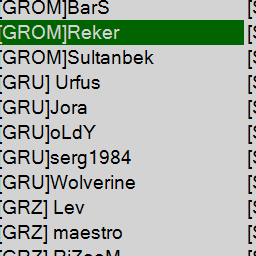 [GROM]BarS
[GROM]Reker
[GROM]Sultanbek
[GRU] Urfus
[GRU]Jora
[GRU]oLdY
[GRU]serg1984
[GRU]Wolverine
[GRZ] Lev
[GRZ] maestro